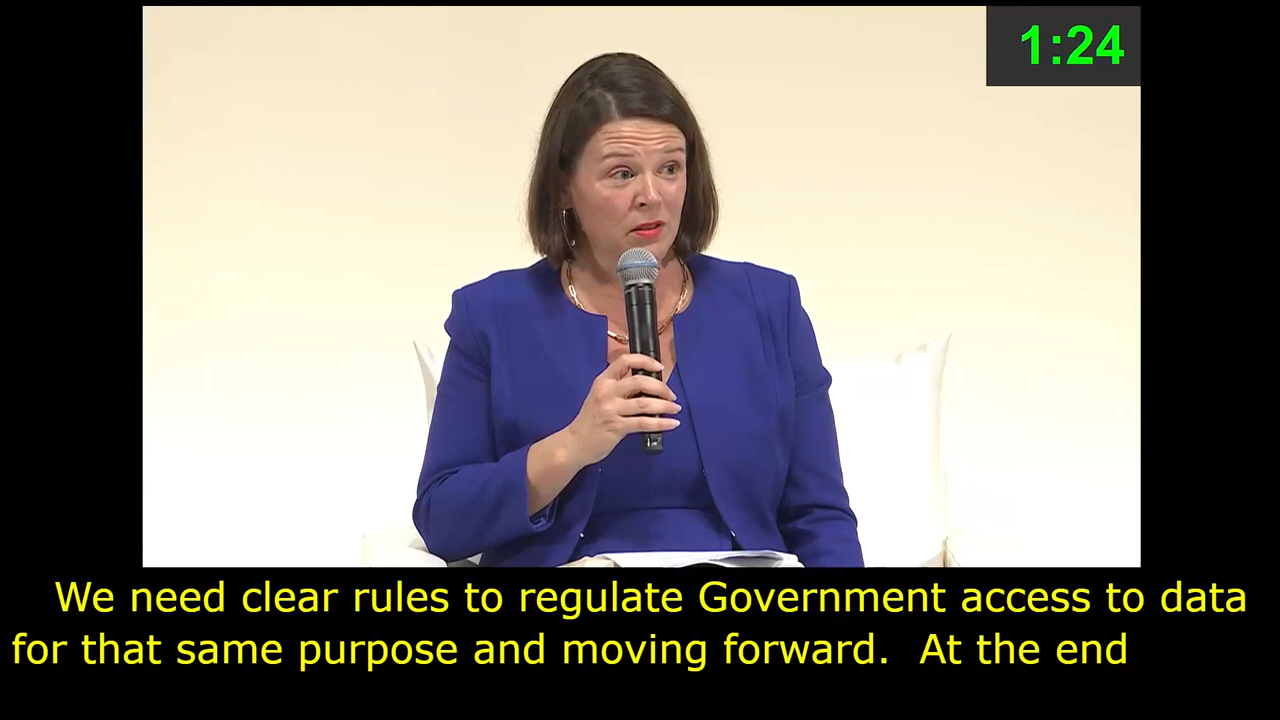 1:24
We need clear rules to regulate Government access to data
for that same purpose and moving forward.  At the end